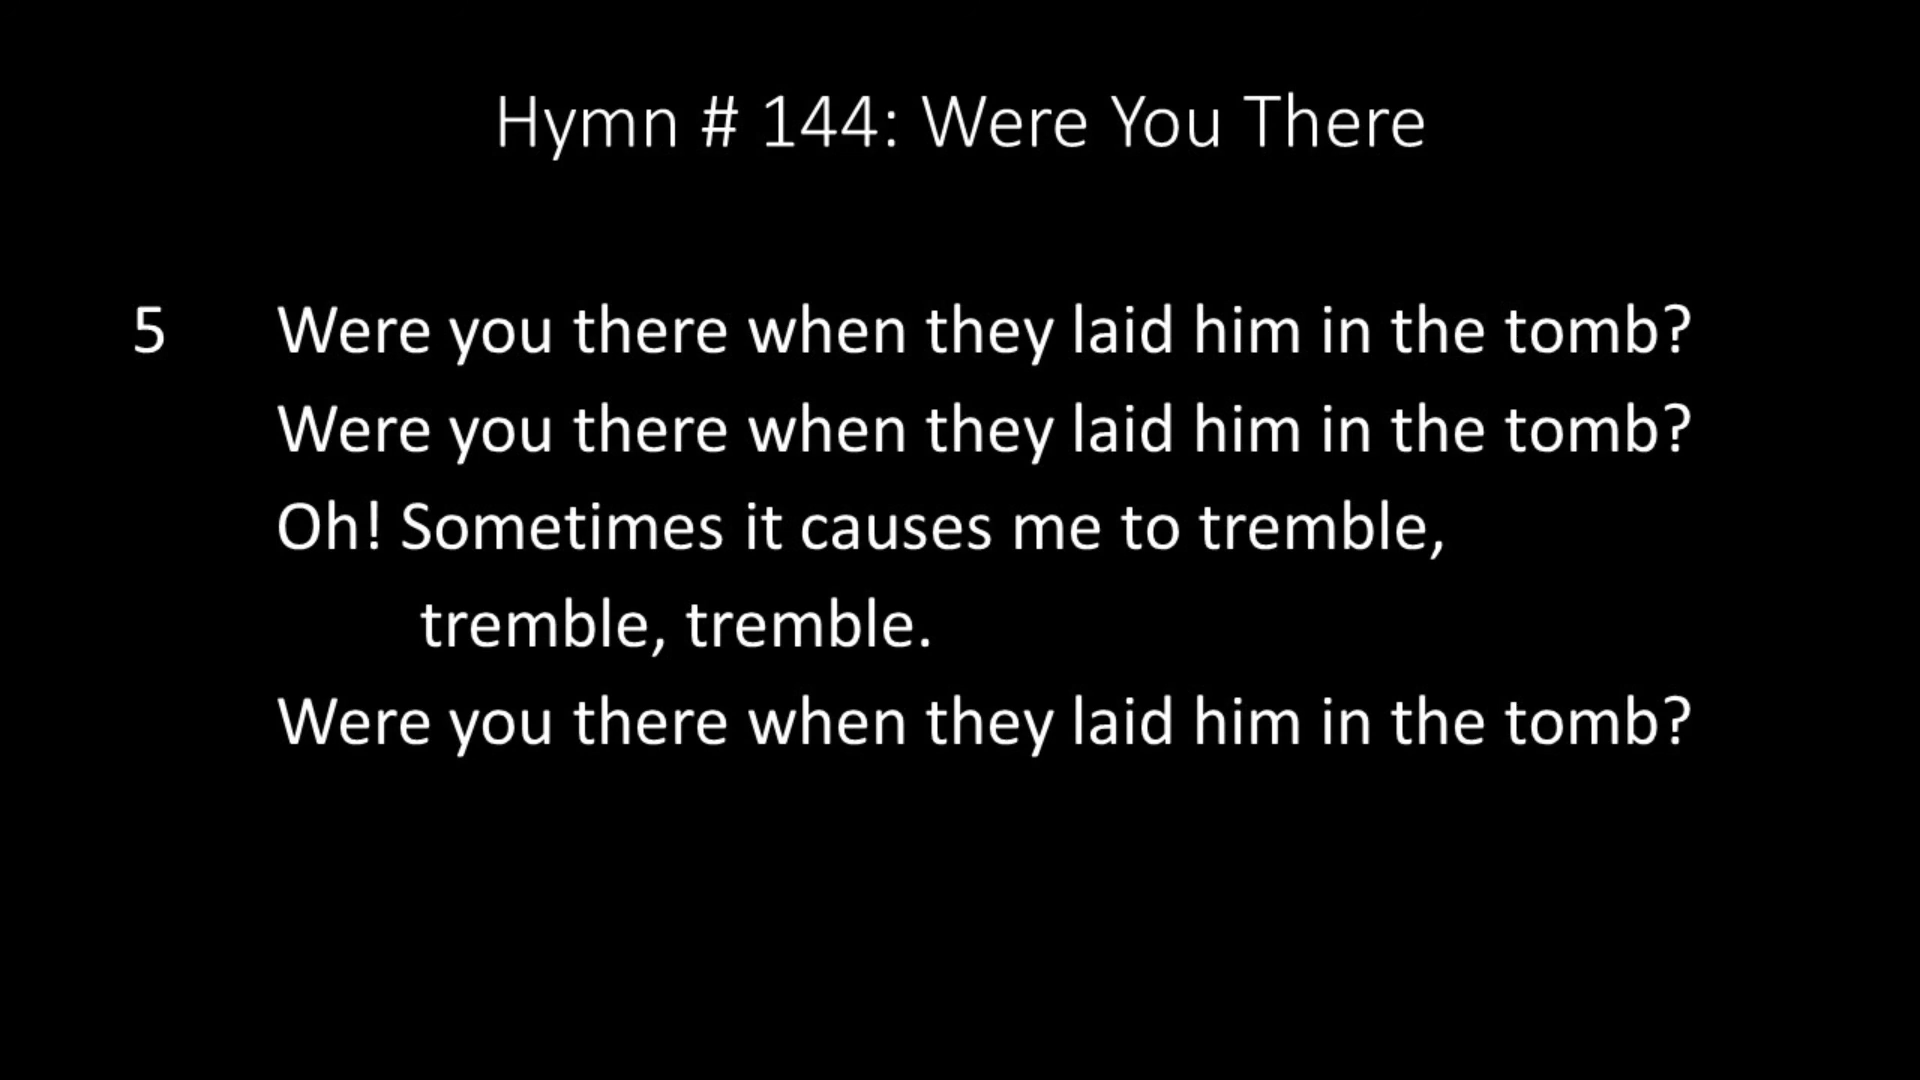 Hymn # 144: Were You There
5 Were you there when they laid him in the tomb?
Were you there when they laid him in the tomb?
Oh! Sometimes it causes me to tremble,
tremble, tremble.
Were you there when they laid him in the tomb?